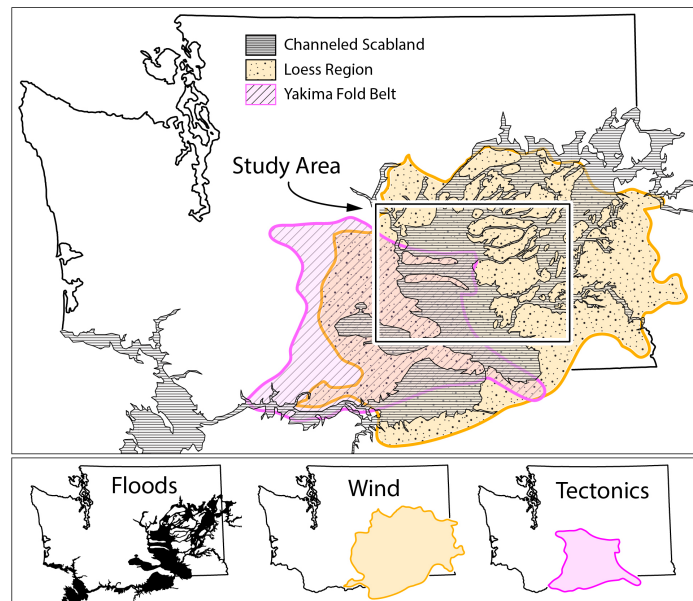 Channeled Scabland
Loess Region
Yakima Fold Belt
Study Area
Floods
Wind
Tectonics